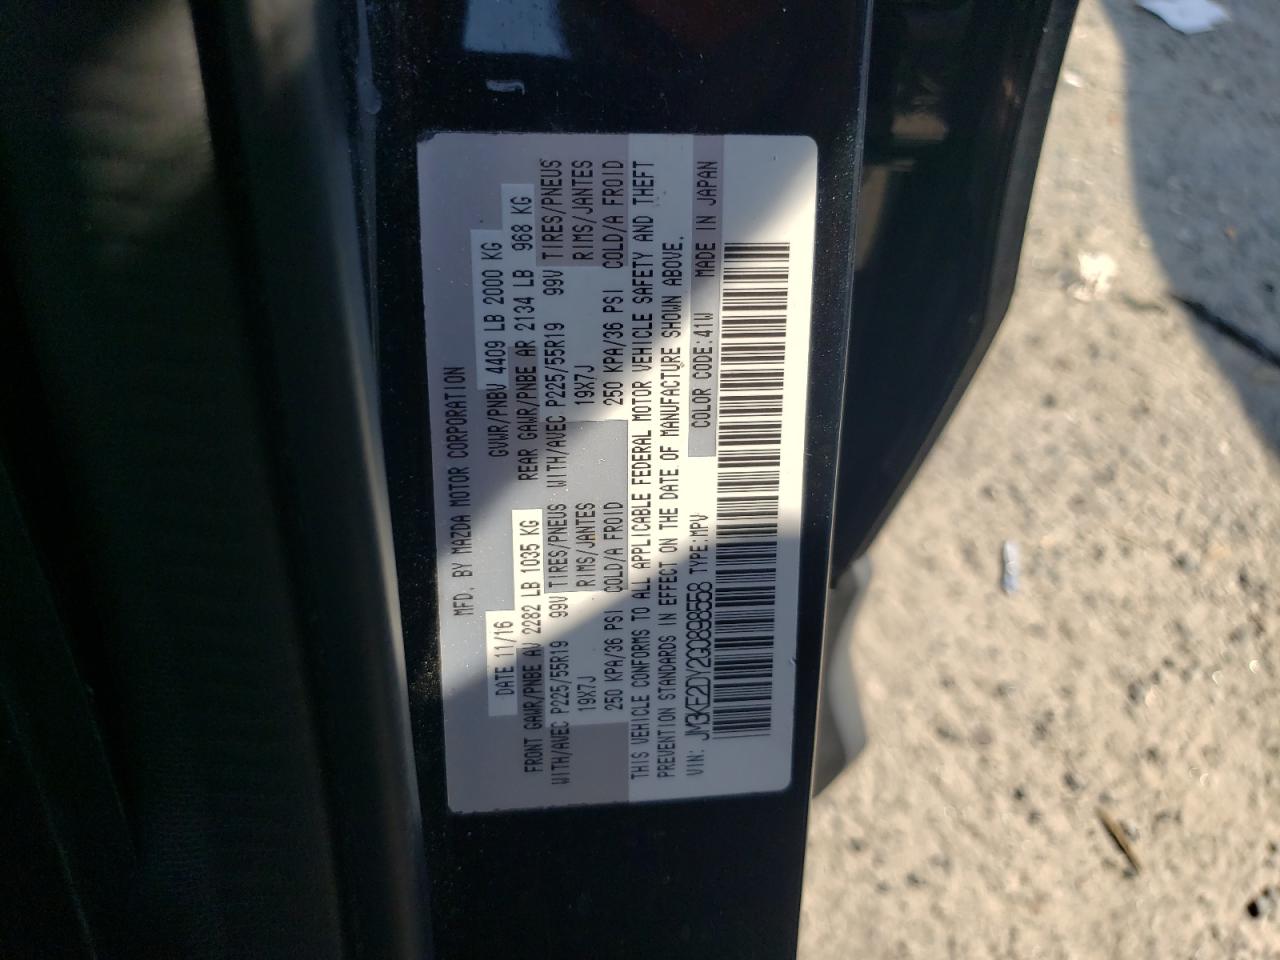 MFD. BY MAZDA MOTOR CORPORATION
DATE 11/16 GVWR/PNBV 4409 LB 2000 KG
FRONT GAWR/PNBE AV 2282 LB 1035 KG REAR GAWR/PNBE AR 2134 LB 968 KG
WITH/AVEC P225/55R19 99V TIRES/PNEUS WITH/AVEC P225/55R19 99V TIRES/PNEUS
19X7J RIMS/JANTES 19X7J RIMS/JANTES
250 KPA/36 PSI COLD/A FROID 250 KPA/36 PSI COLD/A FROID
THIS VEHICLE CONFORMS TO ALL APPLICABLE FEDERAL MOTOR VEHICLE SAFETY AND THEFT
PREVENTION STANDARDS IN EFFECT ON THE DATE OF MANUFACTURE SHOWN ABOVE.
VIN: JM3KE2DY2G0898558 TYPE:MPV COLOR CODE:41W MADE IN JAPAN